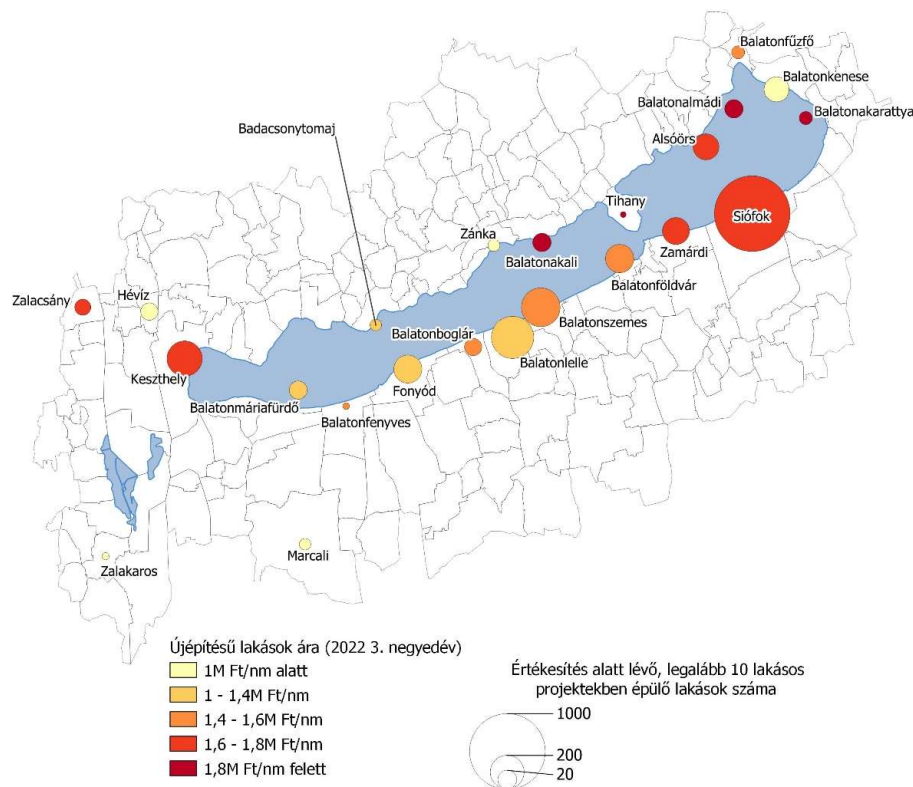 Balatonfűzfő
Balatonkenese
Balatonalmádi
Balatonakarattya
Badacsonytomaj
Alsóörs
Tihany
Siófok
Zánka
Zamárdi
Balatonakali
Hévíz
Zalacsány
Balatonföldvár
Balatonboglár
Balatonszemes
Balatonlelle
Keszthely
Fonyód
Balatonmáriafürdő
Balatonfenyves
Marcali
Zalakaros
Újépítésű lakások ára (2022 3. negyedév)
1M Ft/nm alatt
1 - 1,4M Ft/nm
1,4 - 1,6M Ft/nm
1,6 - 1,8M Ft/nm
1,8M Ft/nm felett
Értékesítés alatt lévő, legalább 10 lakásos
projektekben épülő lakások száma
1000
200
20